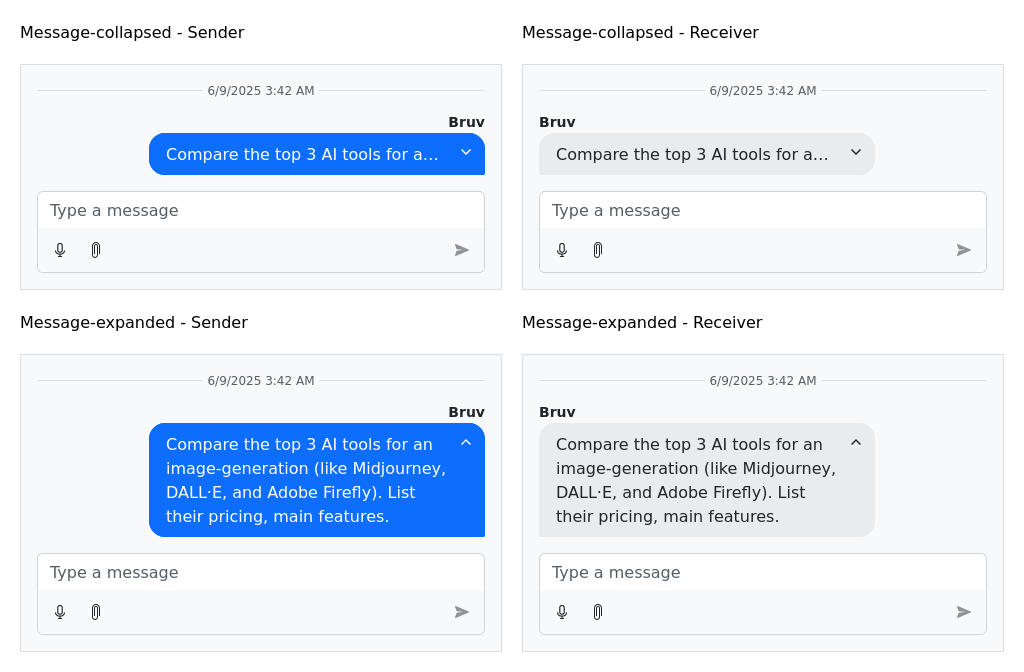 Message-collapsed - Sender
6/9/2025 3:42 AM
Bruv
Compare the top 3 AI tools for a...
Type a message
Message-collapsed - Receiver
6/9/2025 3:42 AM
Bruv
Compare the top 3 AI tools for a...
Type a message
Message-expanded - Sender
6/9/2025 3:42 AM
Bruv
Compare the top 3 AI tools for an
image-generation (like Midjourney,
DALL·E, and Adobe Firefly). List
their pricing, main features.
Type a message
Message-expanded - Receiver
6/9/2025 3:42 AM
Bruv
Compare the top 3 AI tools for an
image-generation (like Midjourney,
DALL·E, and Adobe Firefly). List
their pricing, main features.
Type a message